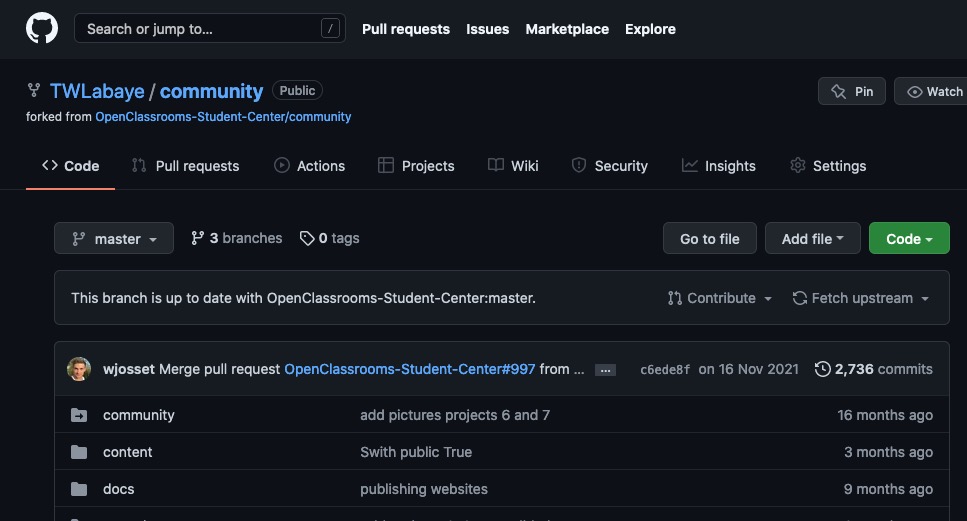 Search or jump to... / Pull requests Issues Marketplace Explore
TWLabaye / community Public Pin Watch
forked from OpenClassrooms-Student-Center/community
Code Pull requests Actions Projects Wiki Security Insights Settings
master 3 branches 0 tags Go to file Add file Code
This branch is up to date with OpenClassrooms-Student-Center:master. Contribute Fetch upstream
wjosset Merge pull request OpenClassrooms-Student-Center#997 from ... ... c6ede8f on 16 Nov 2021 2,736 commits
community add pictures projects 6 and 7 16 months ago
content Swith public True 3 months ago
docs publishing websites 9 months ago